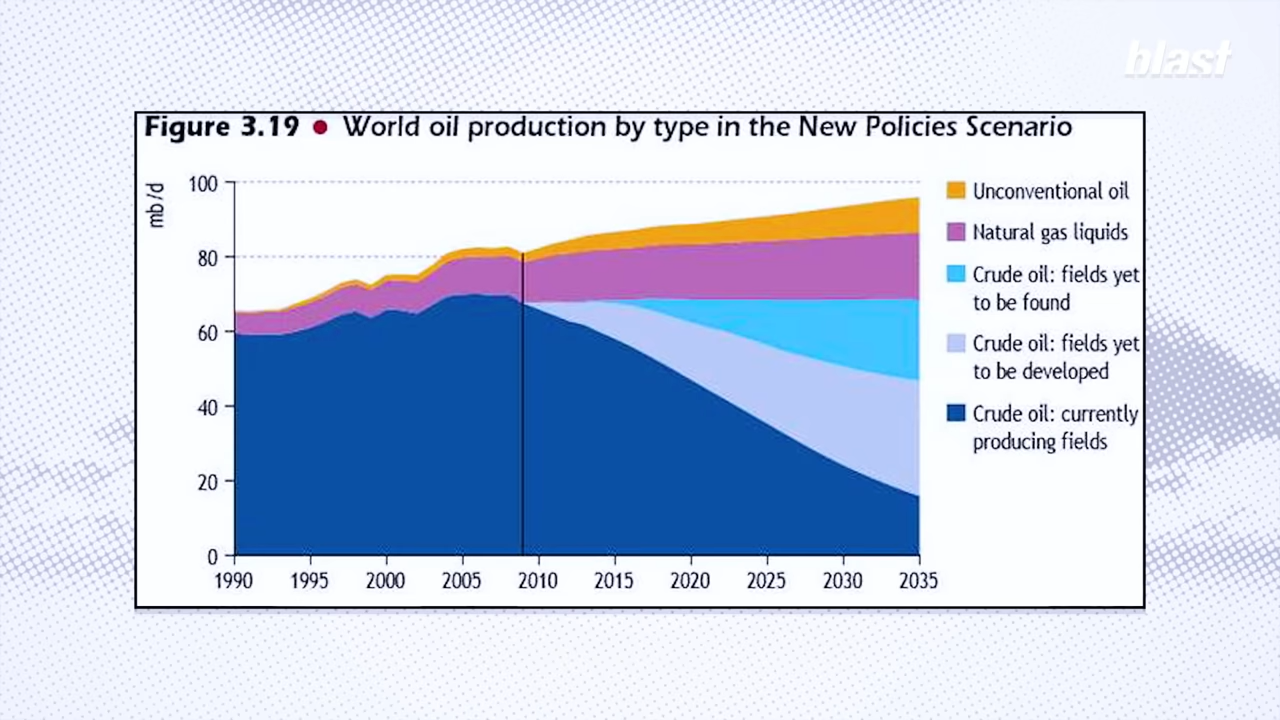 blast
Figure 3.19 • World oil production by type in the New Policies Scenario
mb/d
100
80
60
40
20
0
1990 1995 2000 2005 2010 2015 2020 2025 2030 2035
Unconventional oil
Natural gas liquids
Crude oil: fields yet
to be found
Crude oil: fields yet
to be developed
Crude oil: currently
producing fields